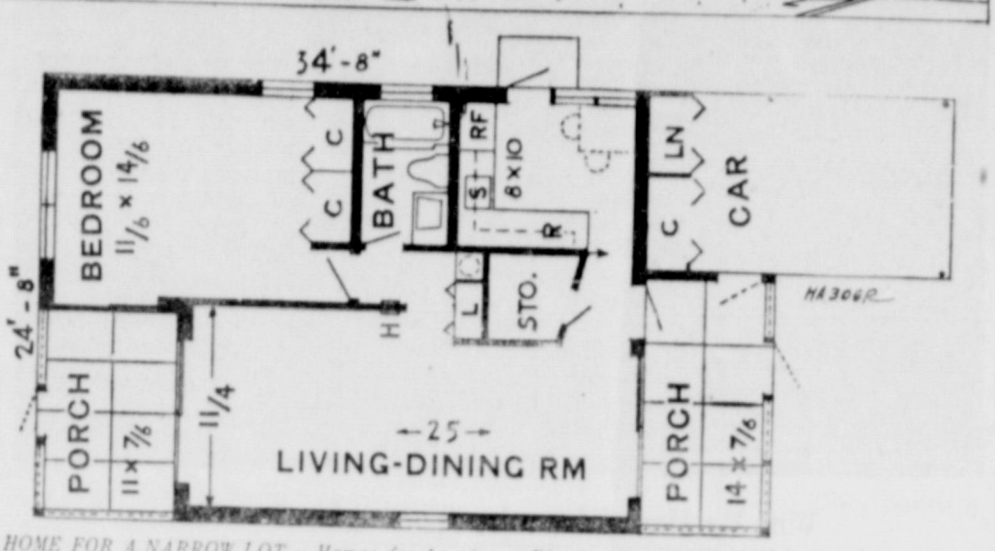 34'-8"
24'-8"
BEDROOM
11/6 x 14/6
C
C
BATH
RF
S
8 x 10
R
LN
C
CAR
HA306R
L
STO.
H
PORCH
11 x 7/6
11/4
25
LIVING-DINING RM
PORCH
14 x 7/6
HOME FOR A NARROW LOT